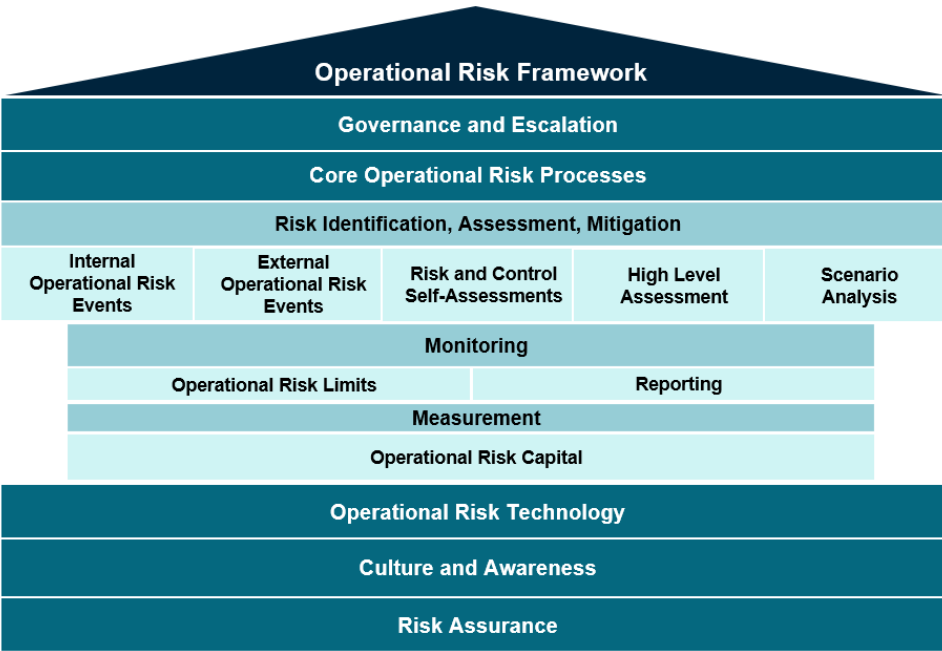 Operational Risk Framework
Governance and Escalation
Core Operational Risk Processes
Risk Identification, Assessment, Mitigation
Internal
Operational Risk
Events
External
Operational Risk
Events
Risk and Control
Self-Assessments
High Level
Assessment
Scenario
Analysis
Monitoring
Operational Risk Limits
Reporting
Measurement
Operational Risk Capital
Operational Risk Technology
Culture and Awareness
Risk Assurance